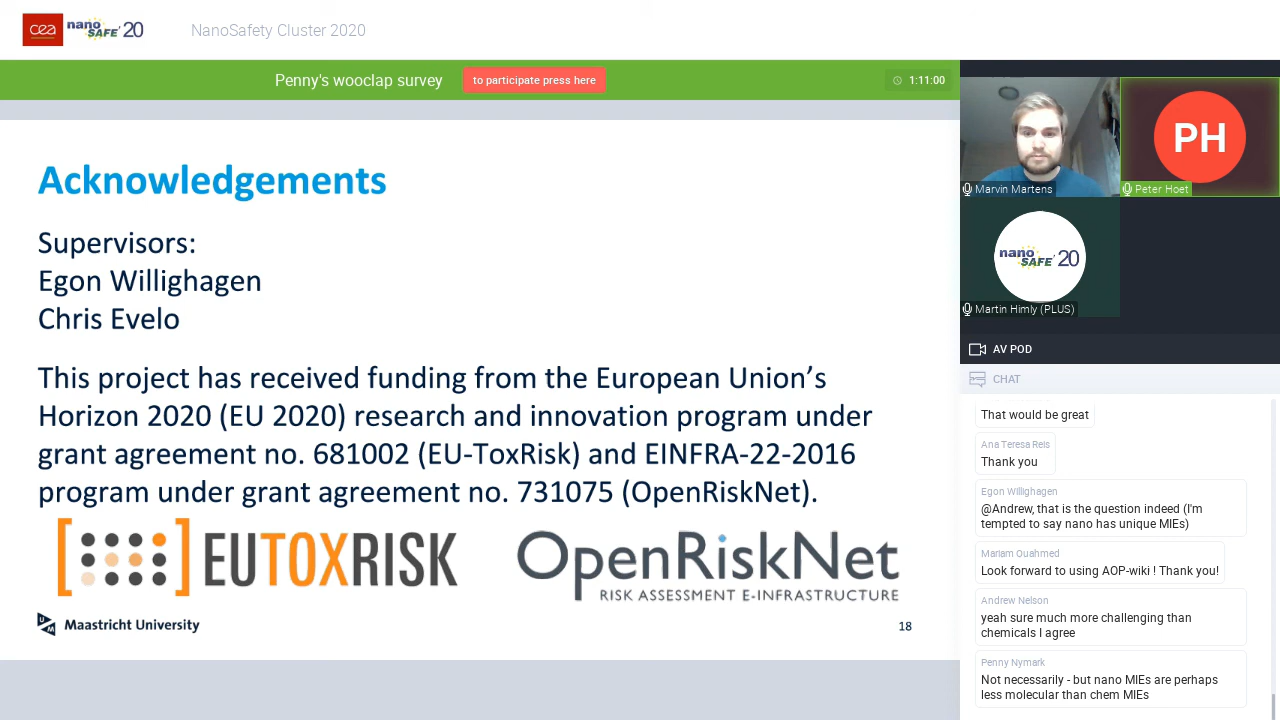 cea nano SAFE' 20
NanoSafety Cluster 2020
Penny's wooclap survey
to participate press here
1:11:00
Acknowledgements
Supervisors:
Egon Willighagen
Chris Evelo
This project has received funding from the European Union’s
Horizon 2020 (EU 2020) research and innovation program under
grant agreement no. 681002 (EU-ToxRisk) and EINFRA-22-2016
program under grant agreement no. 731075 (OpenRiskNet).
EUTOXRISK
OpenRiskNet
RISK ASSESSMENT E-INFRASTRUCTURE
UM Maastricht University
18
Marvin Martens
PH
Peter Hoet
nano SAFE' 20
Martin Himly (PLUS)
AV POD
CHAT
That would be great
Ana Teresa Reis
Thank you
Egon Willighagen
@Andrew, that is the question indeed (I'm
tempted to say nano has unique MIEs)
Mariam Ouahmed
Look forward to using AOP-wiki ! Thank you!
Andrew Nelson
yeah sure much more challenging than
chemicals I agree
Penny Nymark
Not necessarily - but nano MIEs are perhaps
less molecular than chem MIEs